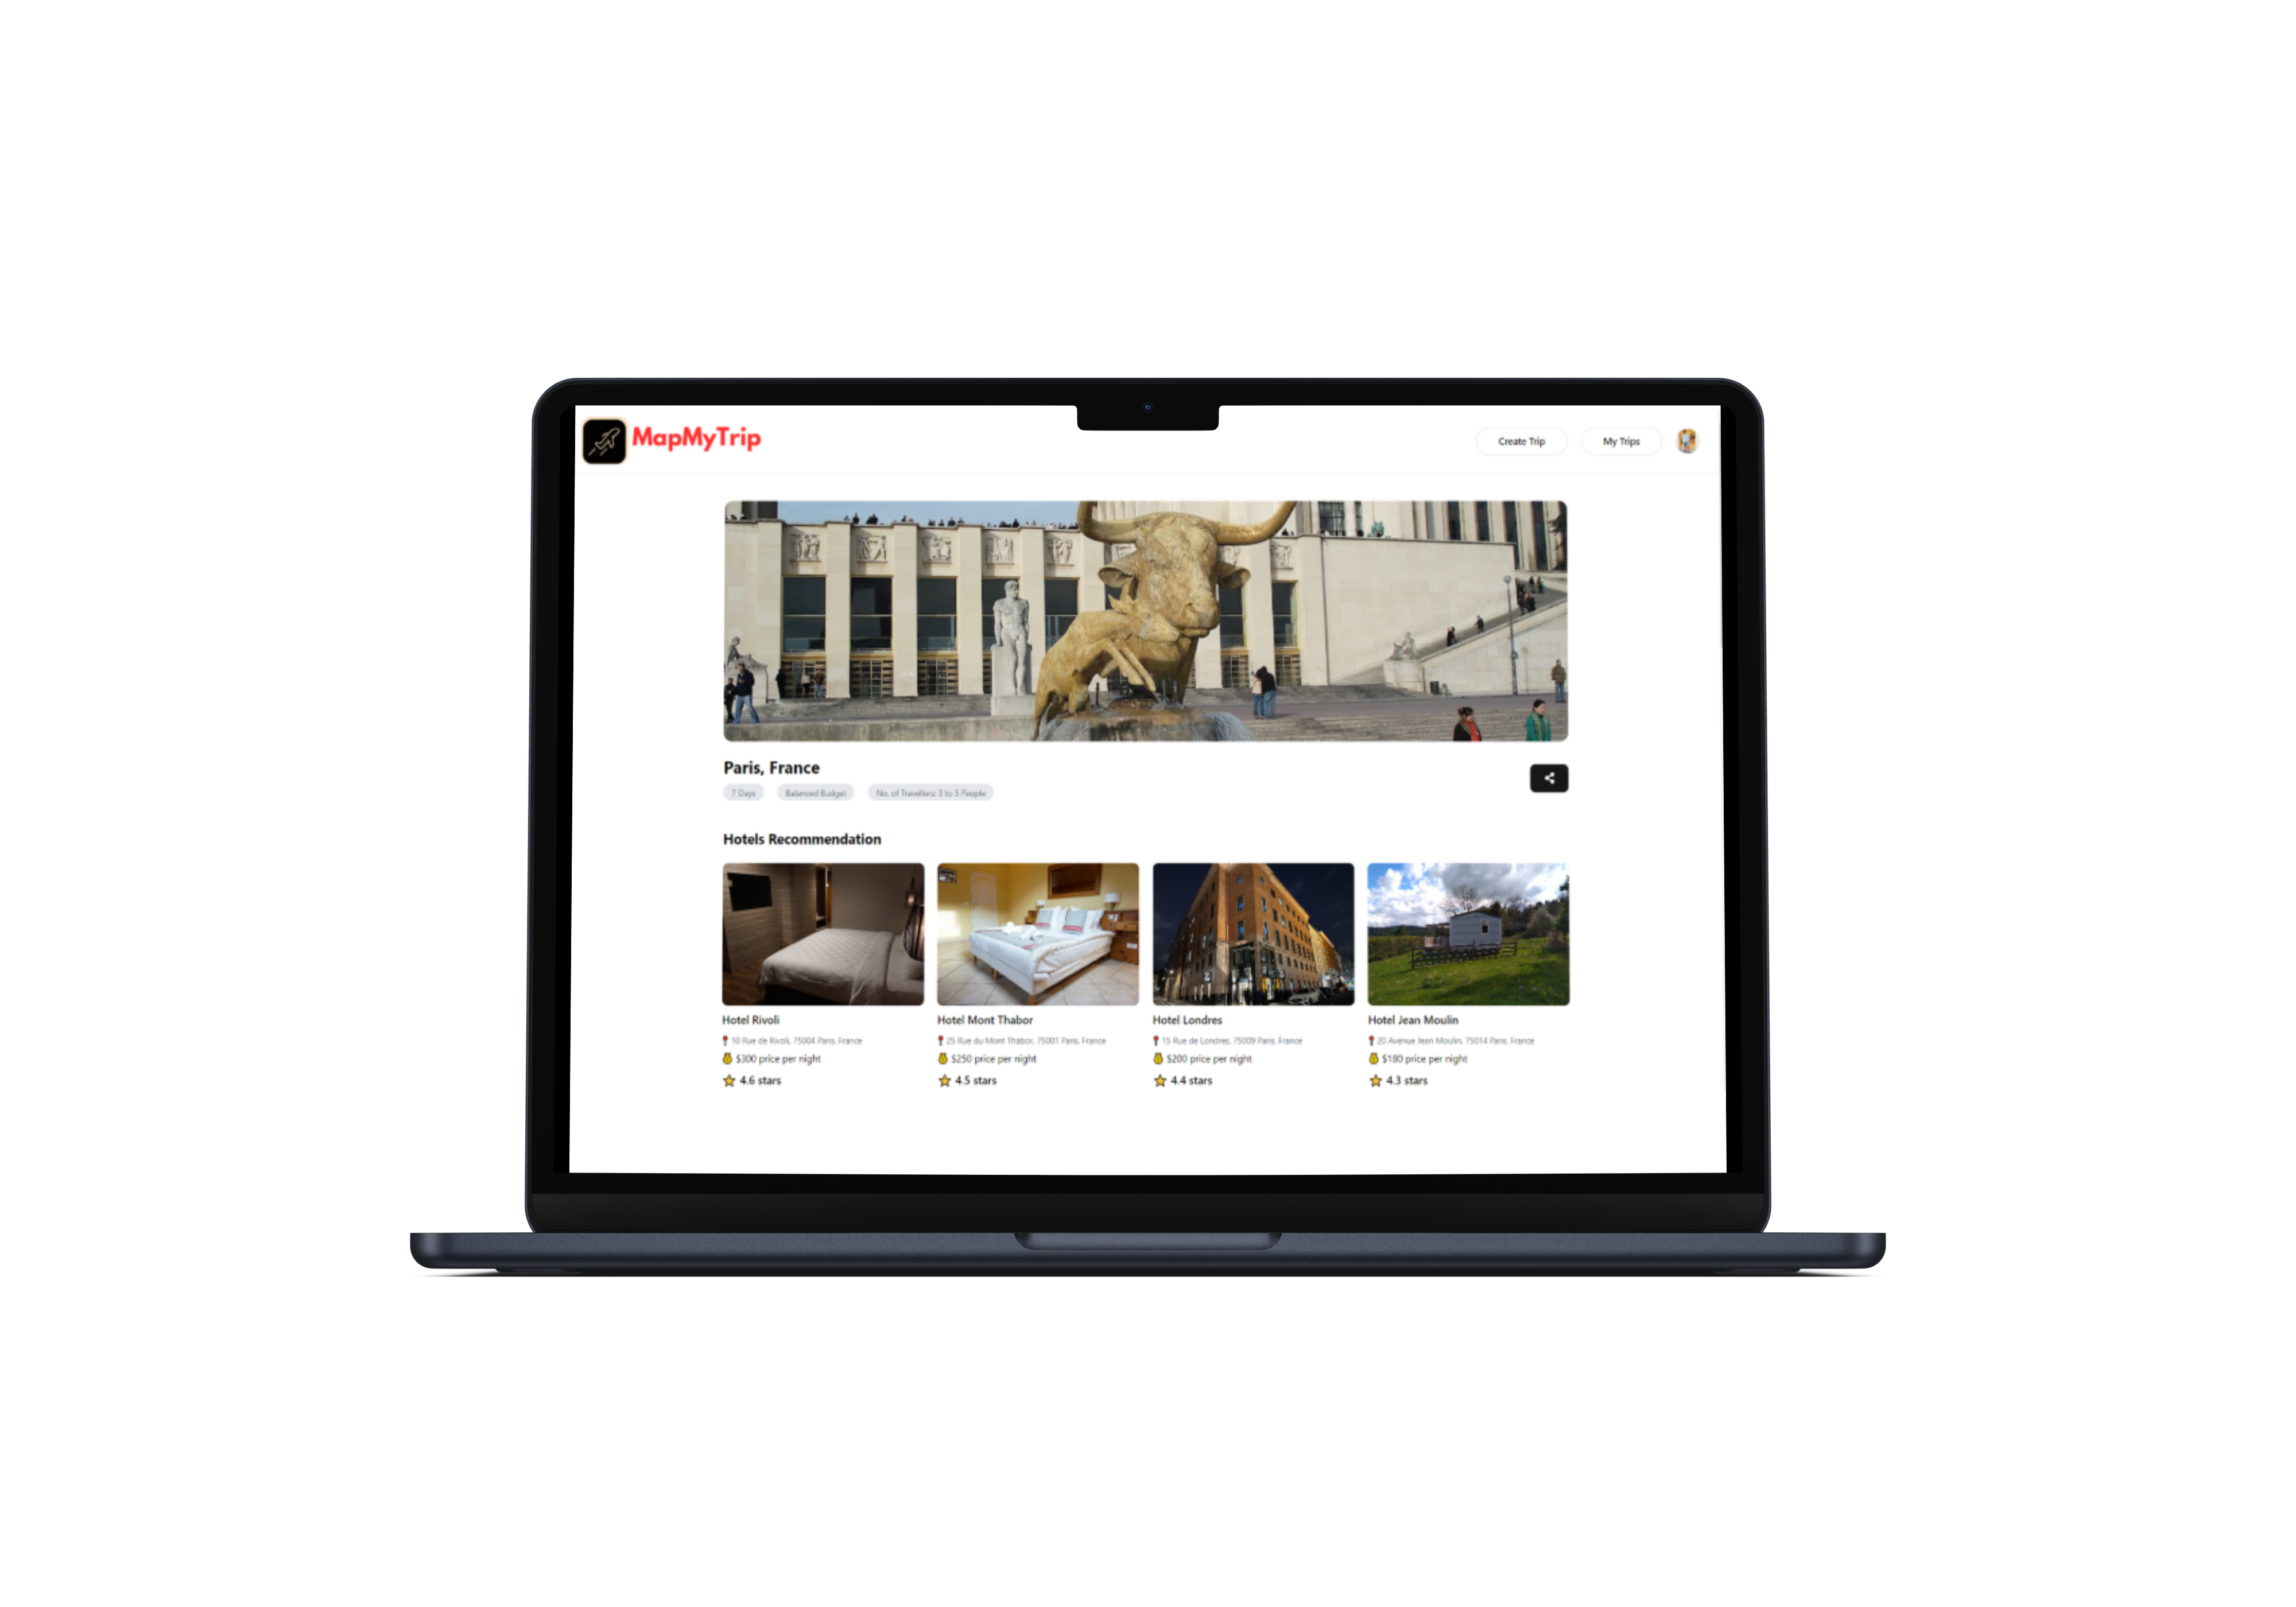 MapMyTrip
Create Trip
My Trips
Paris, France
7 Days
Balanced Budget
No. of Travellers: 3 to 5 People
Hotels Recommendation
Hotel Rivoli
10 Rue de Rivoli, 75004 Paris, France
$300 price per night
4.6 stars
Hotel Mont Thabor
25 Rue du Mont Thabor, 75001 Paris, France
$250 price per night
4.5 stars
Hotel Londres
15 Rue de Londres, 75009 Paris, France
$200 price per night
4.4 stars
Hotel Jean Moulin
20 Avenue Jean Moulin, 75014 Paris, France
$180 price per night
4.3 stars